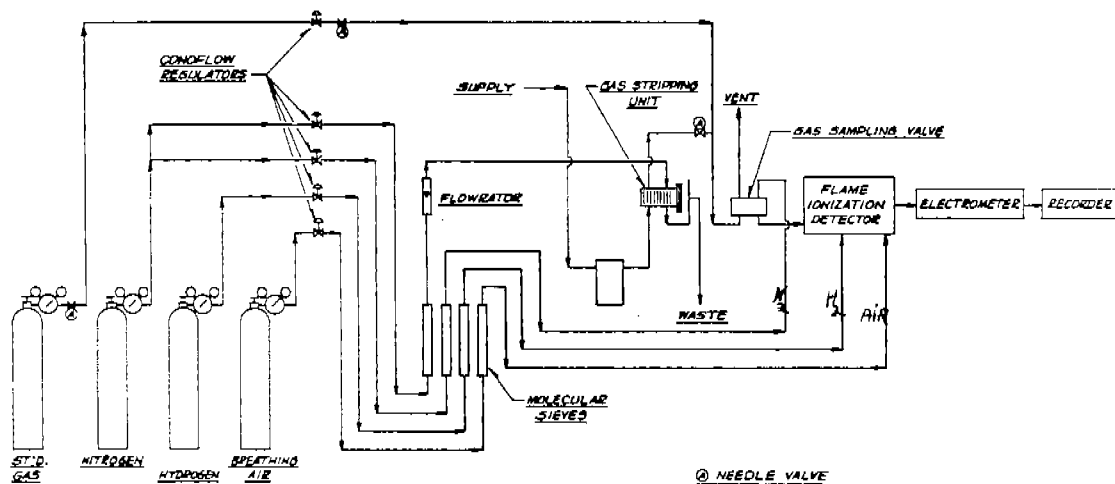 CONOFLOW
REGULATORS
SUPPLY
GAS STRIPPING
UNIT
VENT
Ⓐ
GAS SAMPLING VALVE
FLOWRATOR
FLAME
IONIZATION
DETECTOR
ELECTROMETER
RECORDER
N2
H2
AIR
WASTE
MOLECULAR
SIEVES
STD.
GAS
NITROGEN
HYDROGEN
BREATHING
AIR
Ⓐ NEEDLE VALVE
Ⓐ
Ⓐ